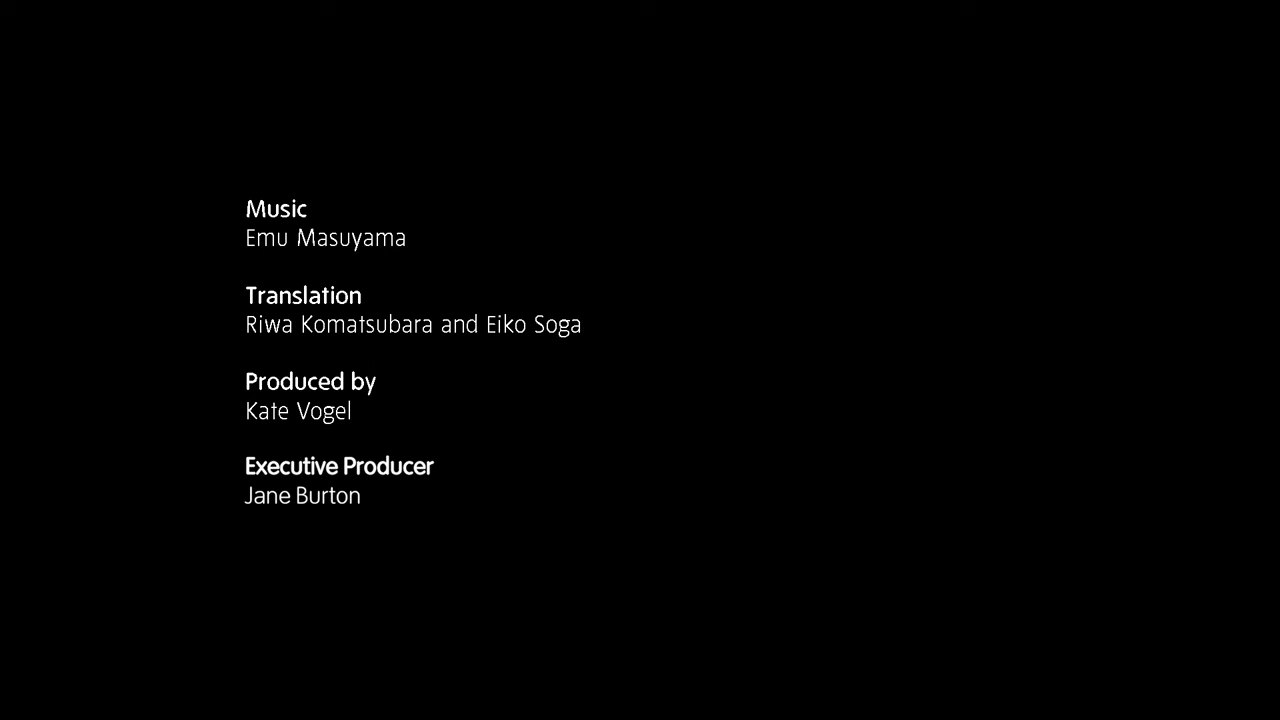 Music
Emu Masuyama
Translation
Riwa Komatsubara and Eiko Soga
Produced by
Kate Vogel
Executive Producer
Jane Burton